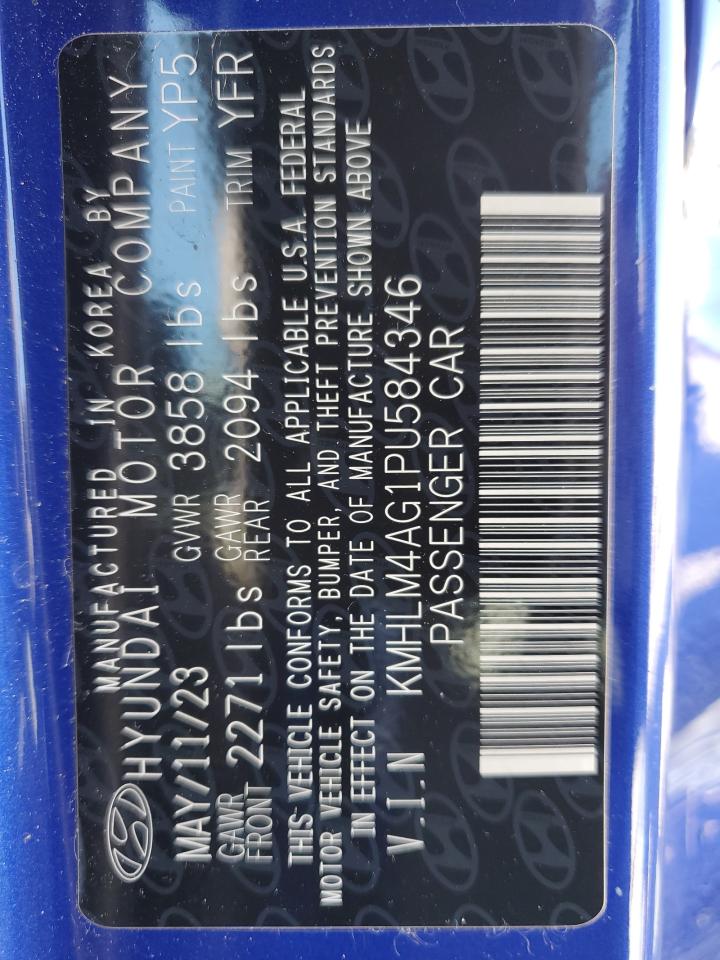 MANUFACTURED IN KOREA BY
HYUNDAI MOTOR COMPANY
MAY/11/23 GVWR 3858 lbs PAINT YP5
GAWR FRONT 2271 lbs GAWR REAR 2094 lbs TRIM YFR
THIS VEHICLE CONFORMS TO ALL APPLICABLE U.S.A. FEDERAL
MOTOR VEHICLE SAFETY, BUMPER, AND THEFT PREVENTION STANDARDS
IN EFFECT ON THE DATE OF MANUFACTURE SHOWN ABOVE
V.I.N KMHLM4AG1PU584346
PASSENGER CAR